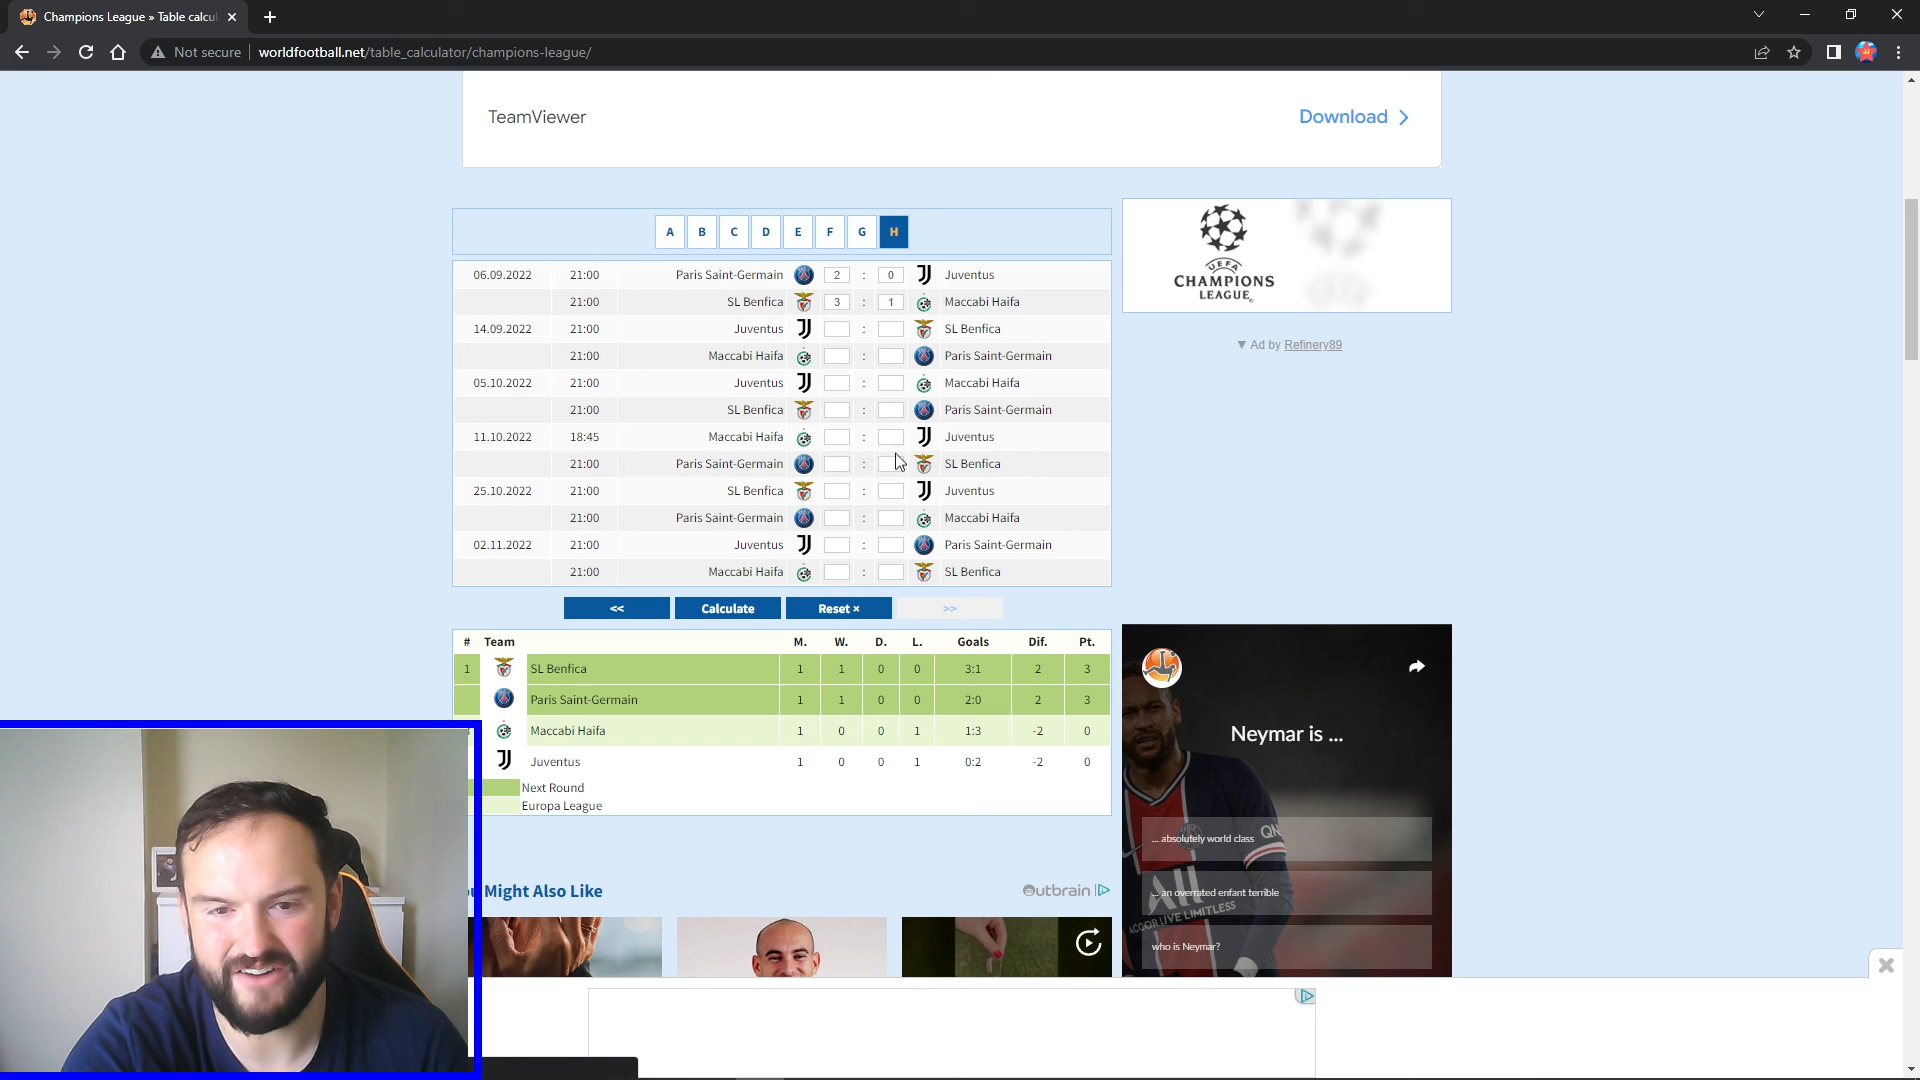 Champions League » Table calcu
Not secure worldfootball.net/table_calculator/champions-league/
TeamViewer Download
A B C D E F G H
06.09.2022 21:00 Paris Saint-Germain 2 : 0 Juventus
21:00 SL Benfica 3 : 1 Maccabi Haifa
14.09.2022 21:00 Juventus : SL Benfica
21:00 Maccabi Haifa : Paris Saint-Germain
05.10.2022 21:00 Juventus : Maccabi Haifa
21:00 SL Benfica : Paris Saint-Germain
11.10.2022 18:45 Maccabi Haifa : Juventus
21:00 Paris Saint-Germain : SL Benfica
25.10.2022 21:00 SL Benfica : Juventus
21:00 Paris Saint-Germain : Maccabi Haifa
02.11.2022 21:00 Juventus : Paris Saint-Germain
21:00 Maccabi Haifa : SL Benfica
<< Calculate Reset × >>
# Team M. W. D. L. Goals Dif. Pt.
1 SL Benfica 1 1 0 0 3:1 2 3
Paris Saint-Germain 1 1 0 0 2:0 2 3
Maccabi Haifa 1 0 0 1 1:3 -2 0
Juventus 1 0 0 1 0:2 -2 0
Next Round
Europa League
u Might Also Like
Outbrain
UEFA
CHAMPIONS
LEAGUE
▼ Ad by Refinery89
Neymar is ...
... absolutely world class
... an overrated enfant terrible
who is Neymar?
QN
ALL
ACCOR LIVE LIMITLESS